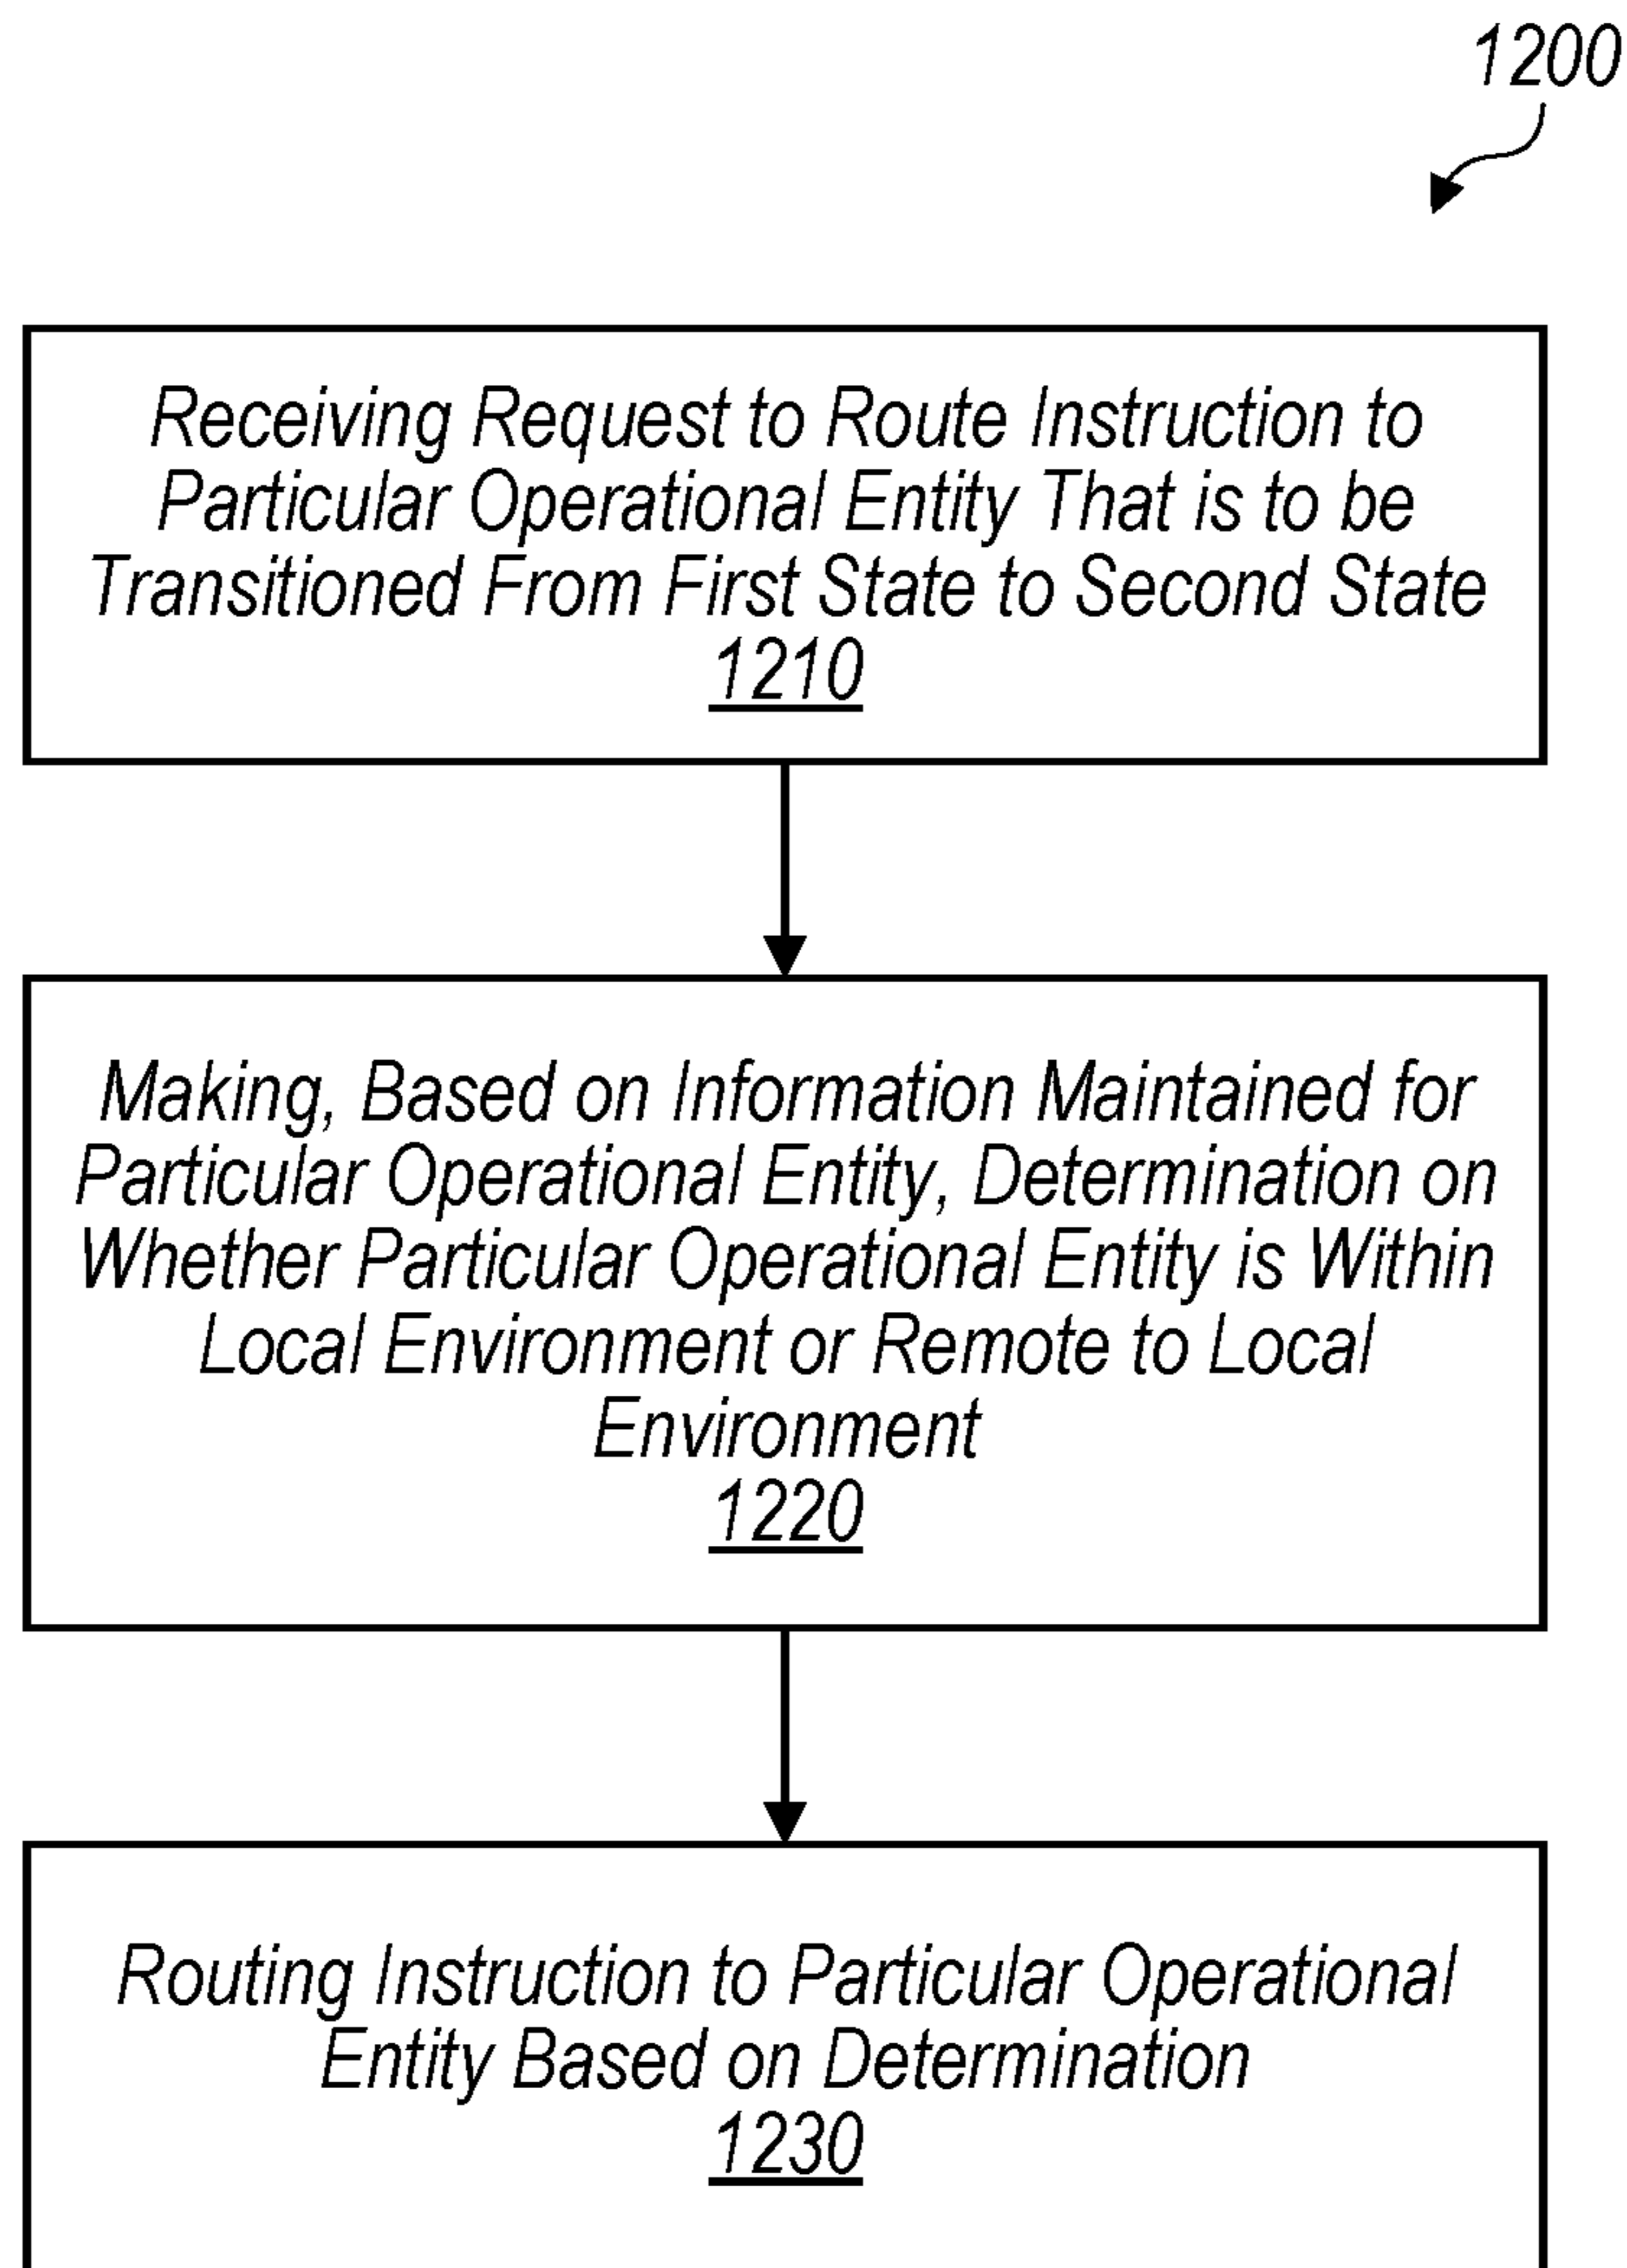 1200
Receiving Request to Route Instruction to
Particular Operational Entity That is to be
Transitioned From First State to Second State
1210
Making, Based on Information Maintained for
Particular Operational Entity, Determination on
Whether Particular Operational Entity is Within
Local Environment or Remote to Local
Environment
1220
Routing Instruction to Particular Operational
Entity Based on Determination
1230